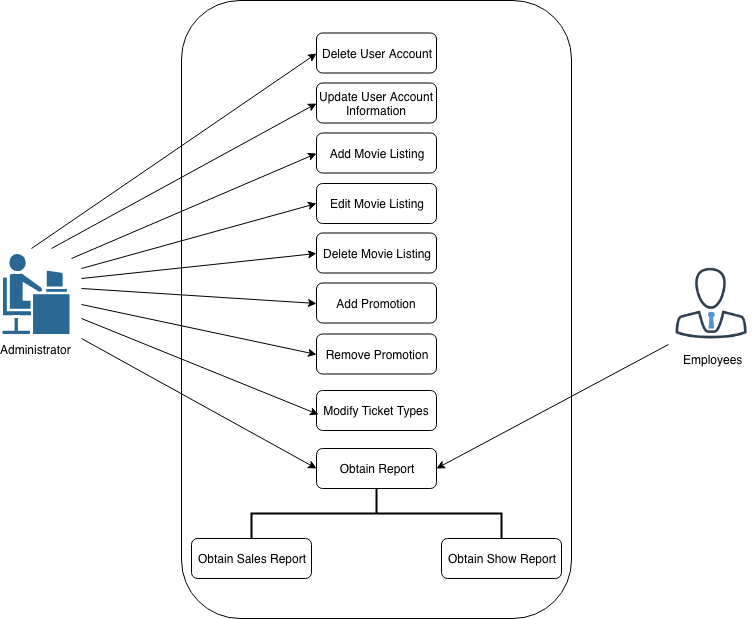 Delete User Account
Update User Account
Information
Add Movie Listing
Edit Movie Listing
Delete Movie Listing
Add Promotion
Administrator
Remove Promotion
Employees
Modify Ticket Types
Obtain Report
Obtain Sales Report
Obtain Show Report